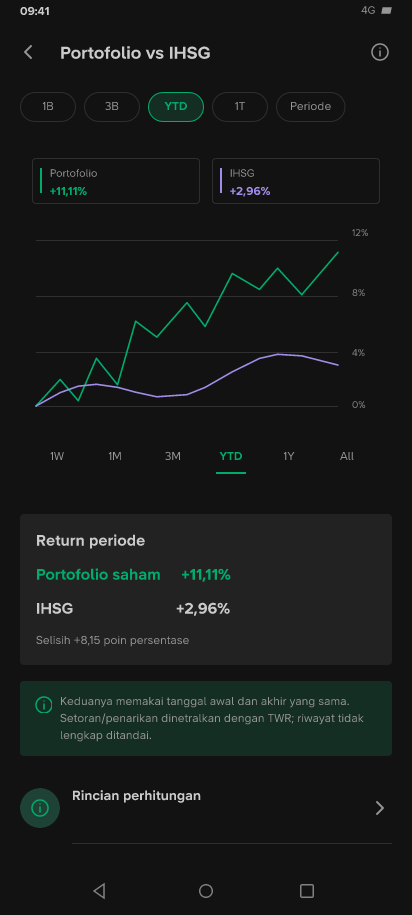 09:41
4G
Portofolio vs IHSG
1B
3B
YTD
1T
Periode
Portofolio
+11,11%
IHSG
+2,96%
12%
8%
4%
0%
1W
1M
3M
YTD
1Y
All
Return periode
Portofolio saham +11,11%
IHSG +2,96%
Selisih +8,15 poin persentase
Keduanya memakai tanggal awal dan akhir yang sama.
Setoran/penarikan dinetralkan dengan TWR; riwayat tidak
lengkap ditandai.
Rincian perhitungan